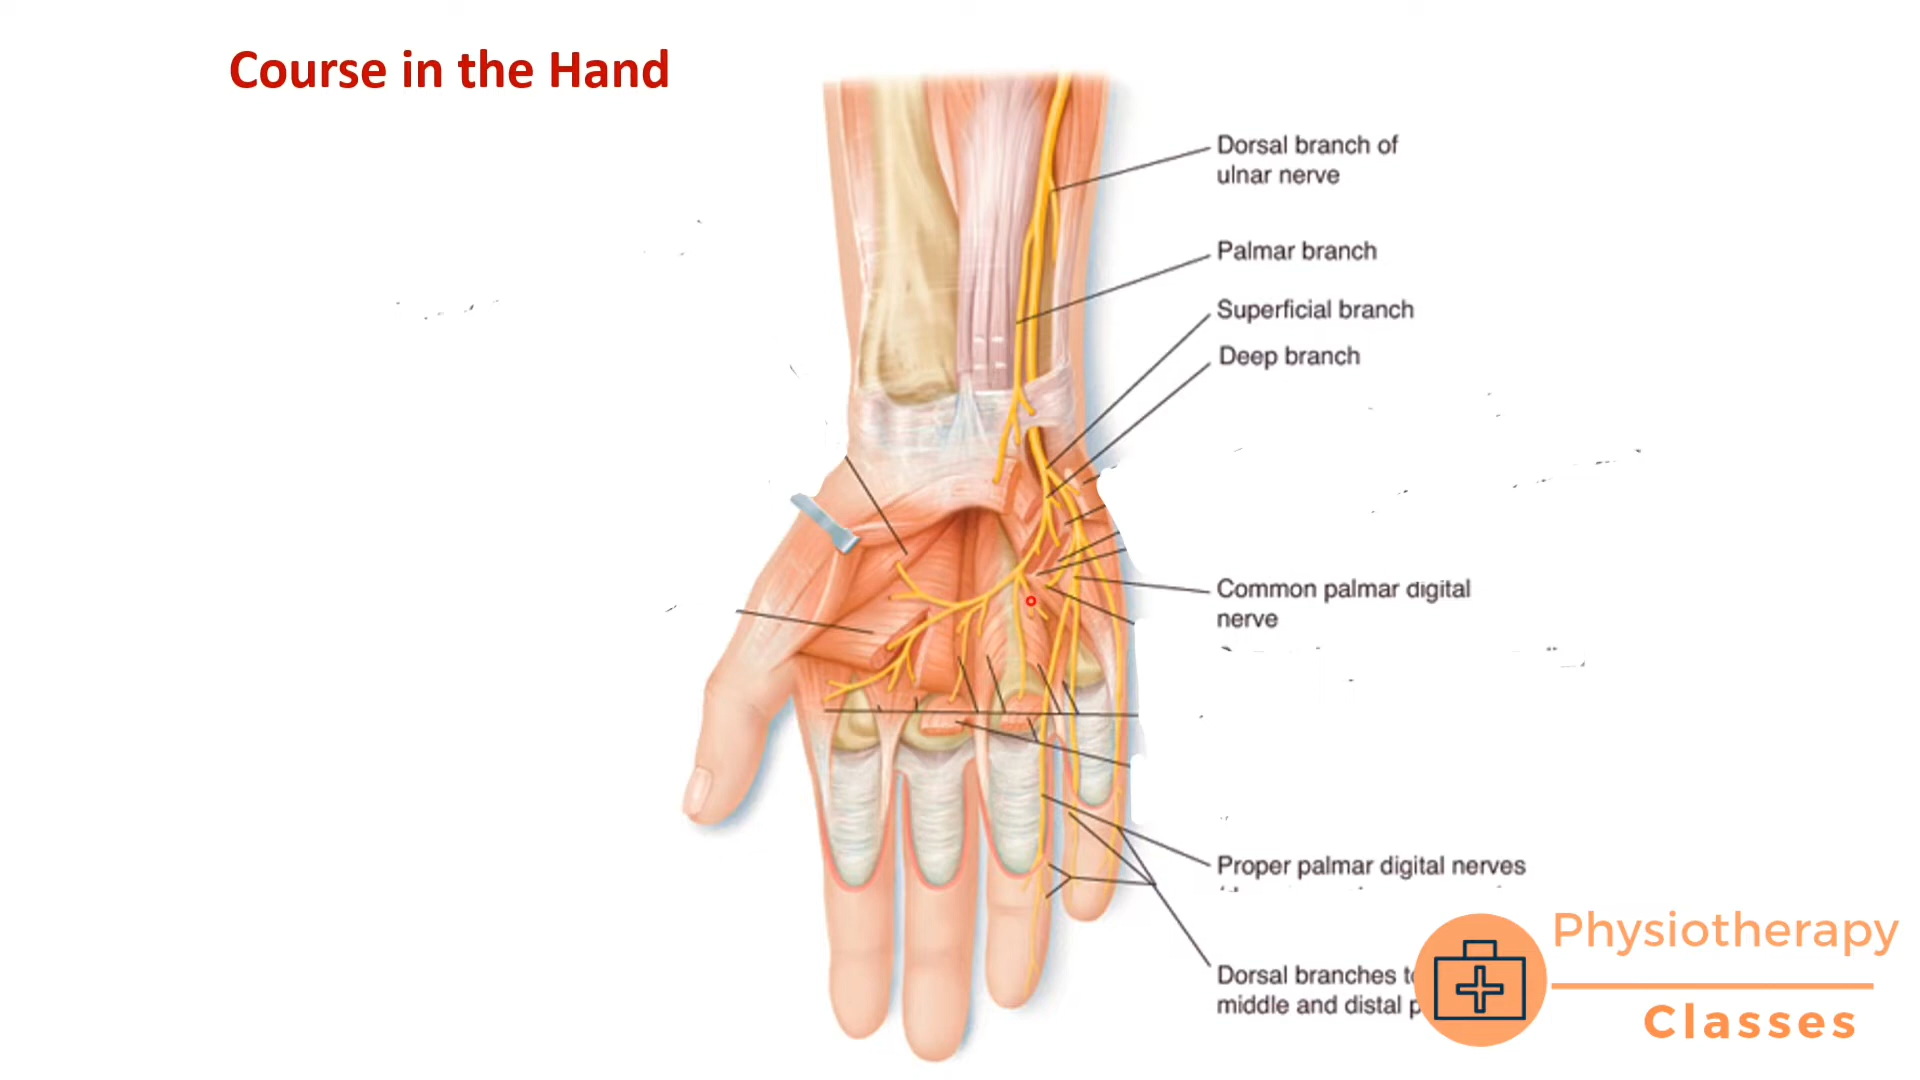 Course in the Hand
Dorsal branch of
ulnar nerve
Palmar branch
Superficial branch
Deep branch
Common palmar digital
nerve
Proper palmar digital nerves
Dorsal branches
middle and distal
Physiotherapy
Classes